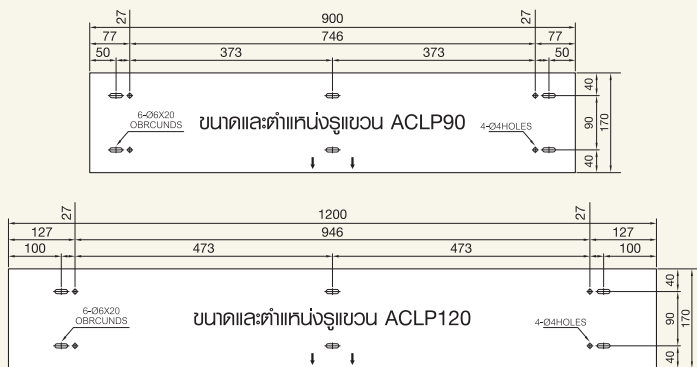 900
27 27
77 746 77
50 373 373 50
40
6-Ø6X20
OBRCUNDS
ขนาดและตำแหน่งรูแขวน ACLP90
4-Ø4HOLES
90
170
40
27 27
1200
127 946 127
100 473 473 100
40
6-Ø6X20
OBRCUNDS
ขนาดและตำแหน่งรูแขวน ACLP120
4-Ø4HOLES
90
170
40